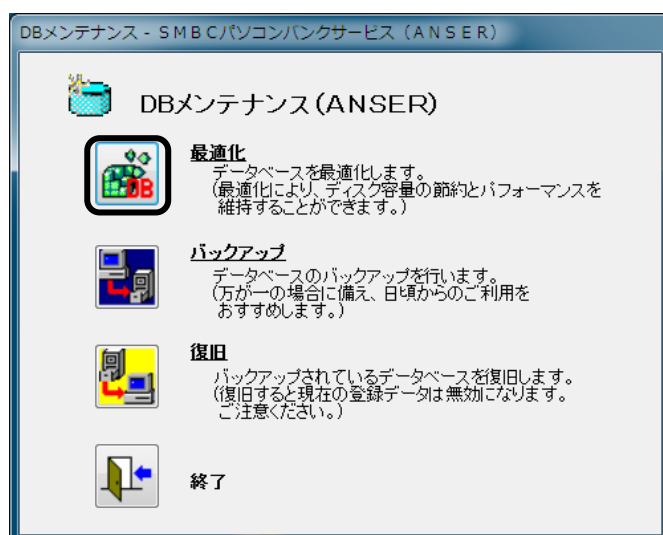 DBメンテナンス - ＳＭＢＣパソコンバンクサービス（ＡＮＳＥＲ）
DBメンテナンス(ANSER)
最適化
データベースを最適化します。
(最適化により、ディスク容量の節約とパフォーマンスを
維持することができます。)
DB
バックアップ
データベースのバックアップを行います。
(万が一の場合に備え、日頃からのご利用を
おすすめします。)
復旧
バックアップされているデータベースを復旧します。
(復旧すると現在の登録データは無効になります。
ご注意ください。)
終了